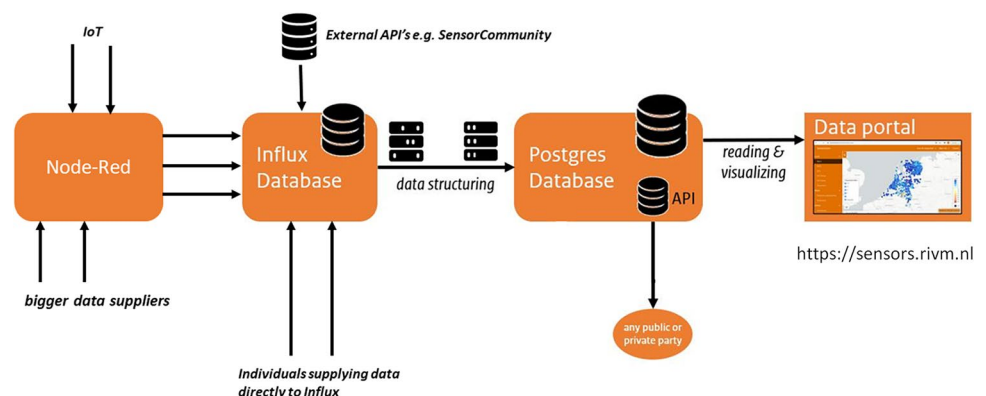 IoT
External API's e.g. SensorCommunity
Node-Red
Influx
Database
data structuring
Postgres
Database
API
reading &
visualizing
Data portal
https://sensors.rivm.nl
bigger data suppliers
any public or
private party
Individuals supplying data
directly to Influx